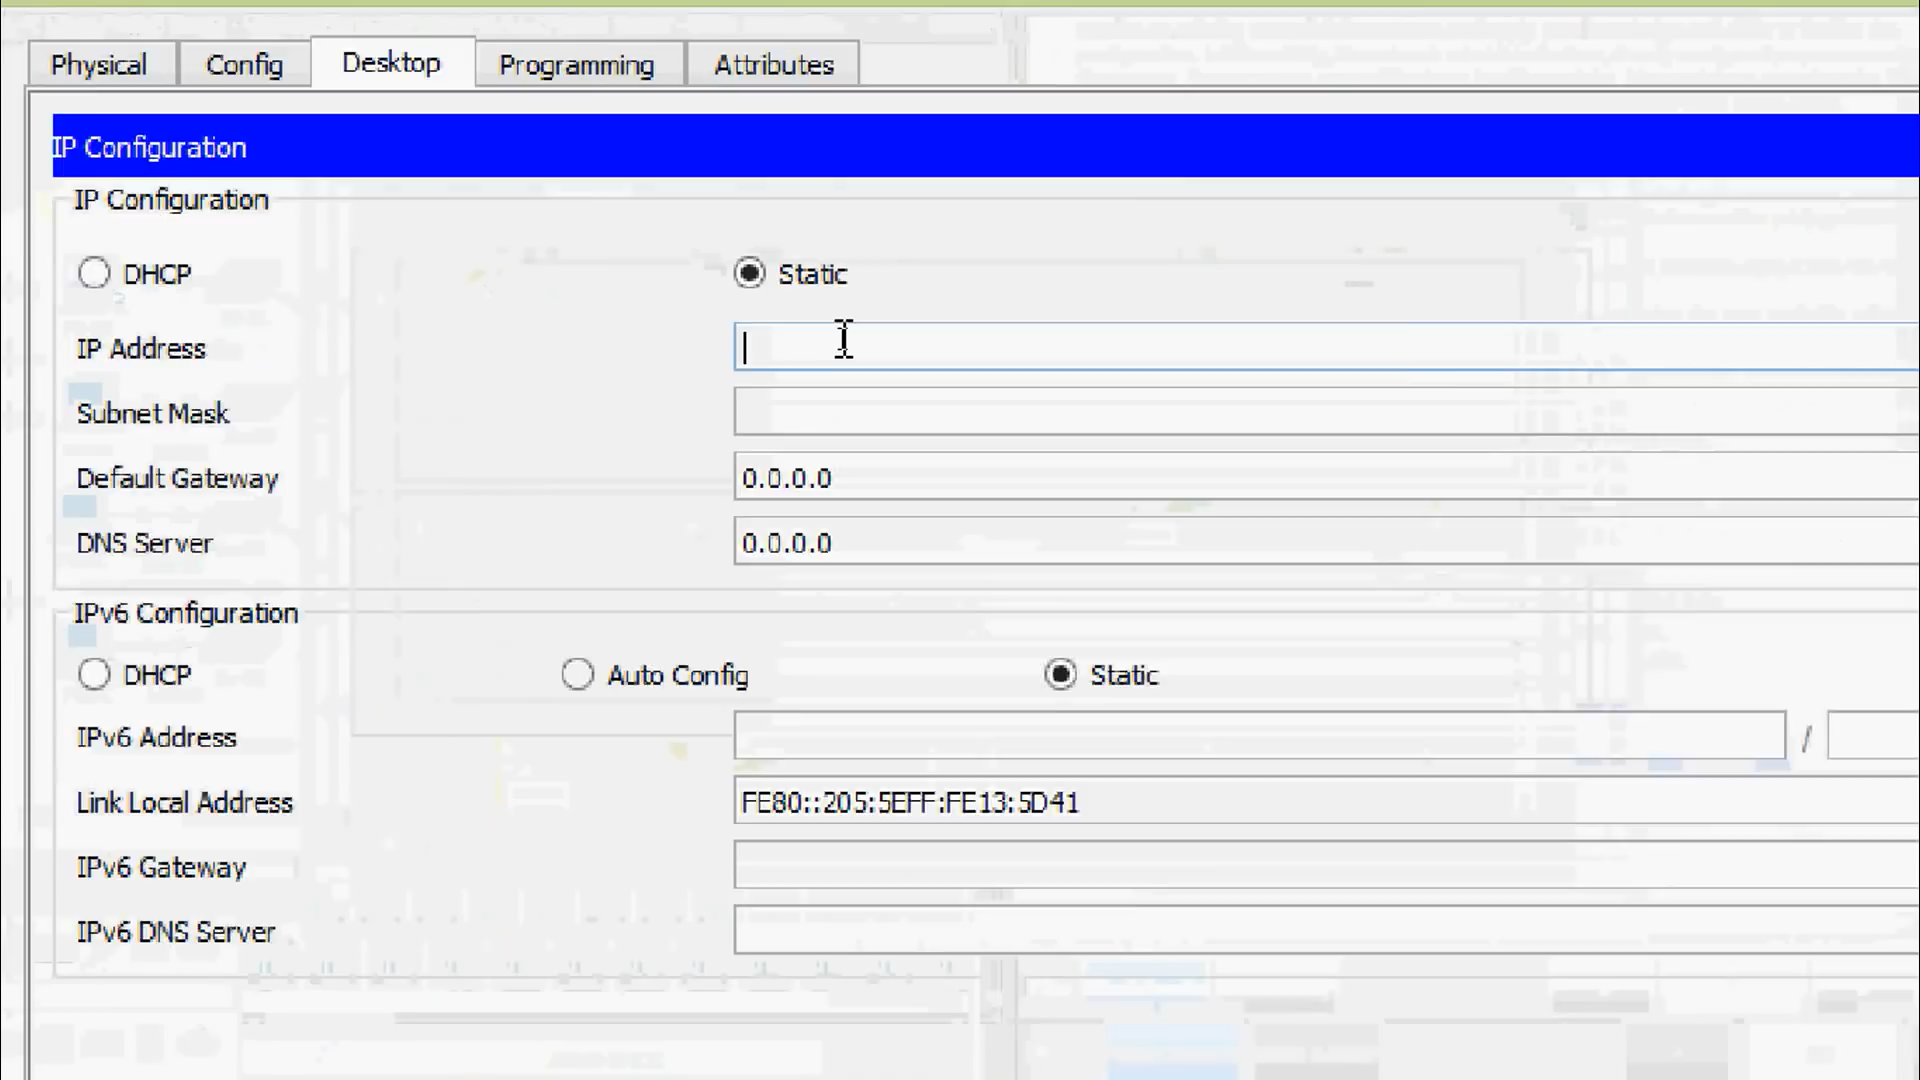 Physical Config Desktop Programming Attributes
IP Configuration
IP Configuration
DHCP Static
IP Address
Subnet Mask
Default Gateway 0.0.0.0
DNS Server 0.0.0.0
IPv6 Configuration
DHCP Auto Config Static
IPv6 Address /
Link Local Address FE80::205:5EFF:FE13:5D41
IPv6 Gateway
IPv6 DNS Server